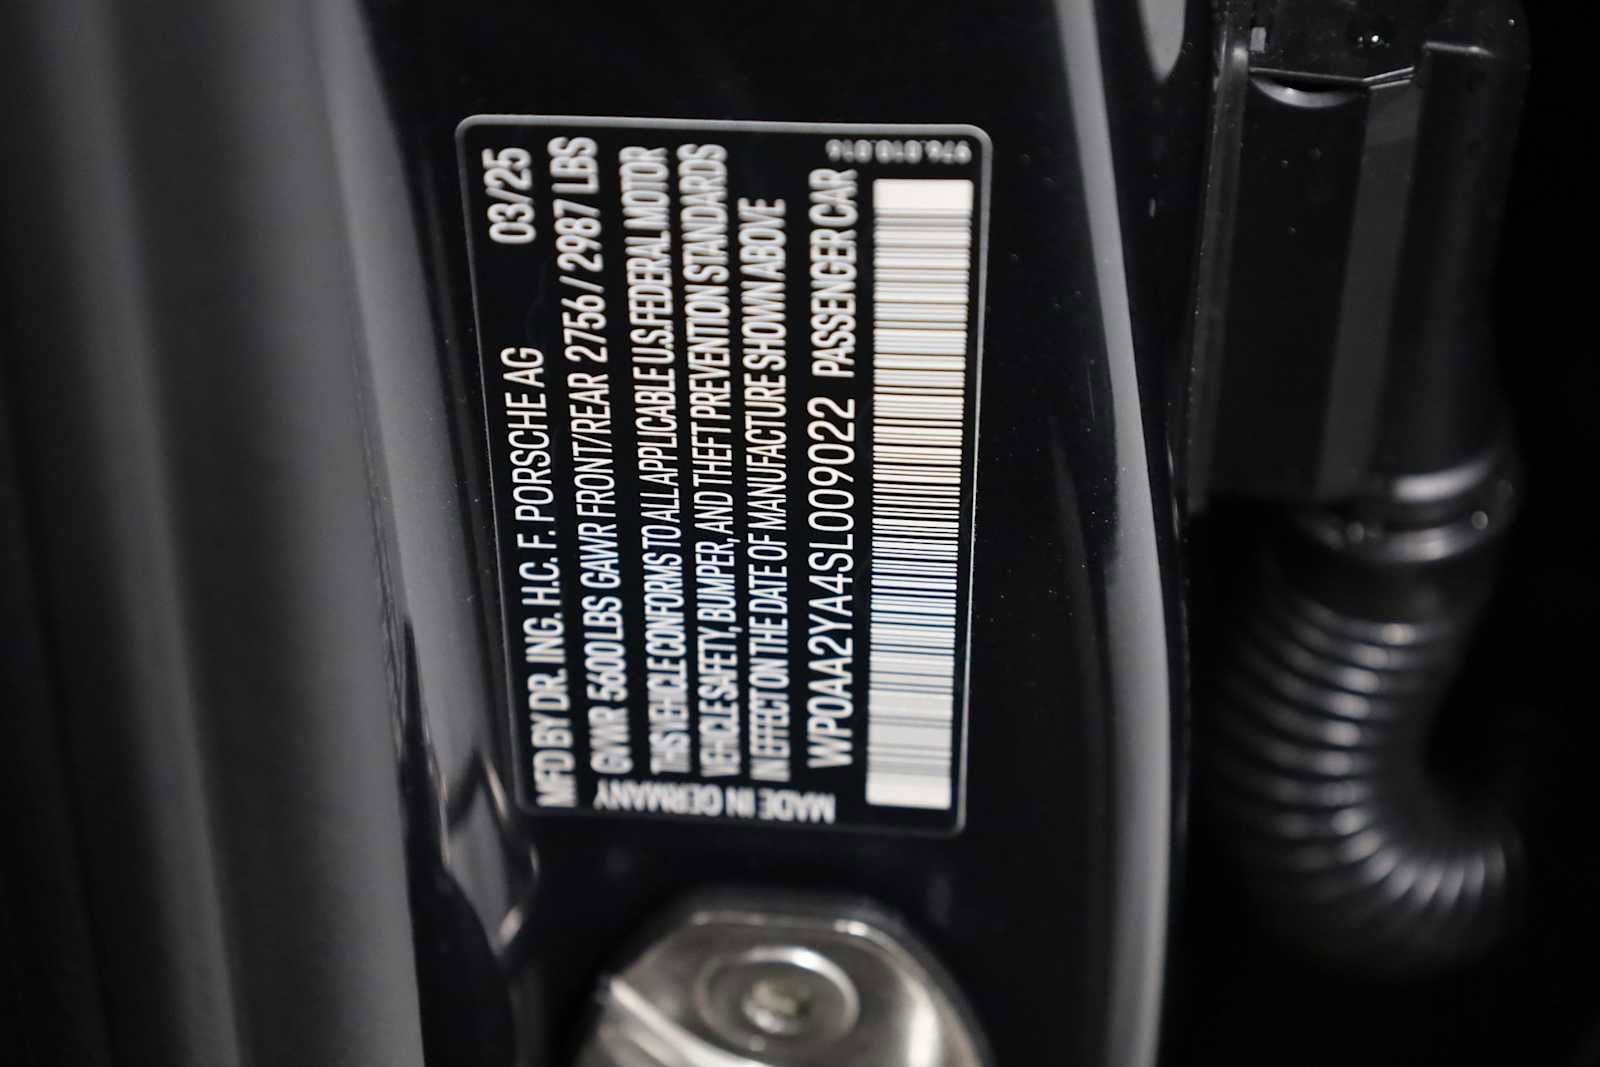 MFD BY DR. ING. H.C. F. PORSCHE AG 03/25
GVWR 5600 LBS GAWR FRONT/REAR 2756 / 2987 LBS
THIS VEHICLE CONFORMS TO ALL APPLICABLE U.S. FEDERAL MOTOR
VEHICLE SAFETY, BUMPER, AND THEFT PREVENTION STANDARDS
IN EFFECT ON THE DATE OF MANUFACTURE SHOWN ABOVE
WP0AA2YA4SL009022 PASSENGER CAR
MADE IN GERMANY